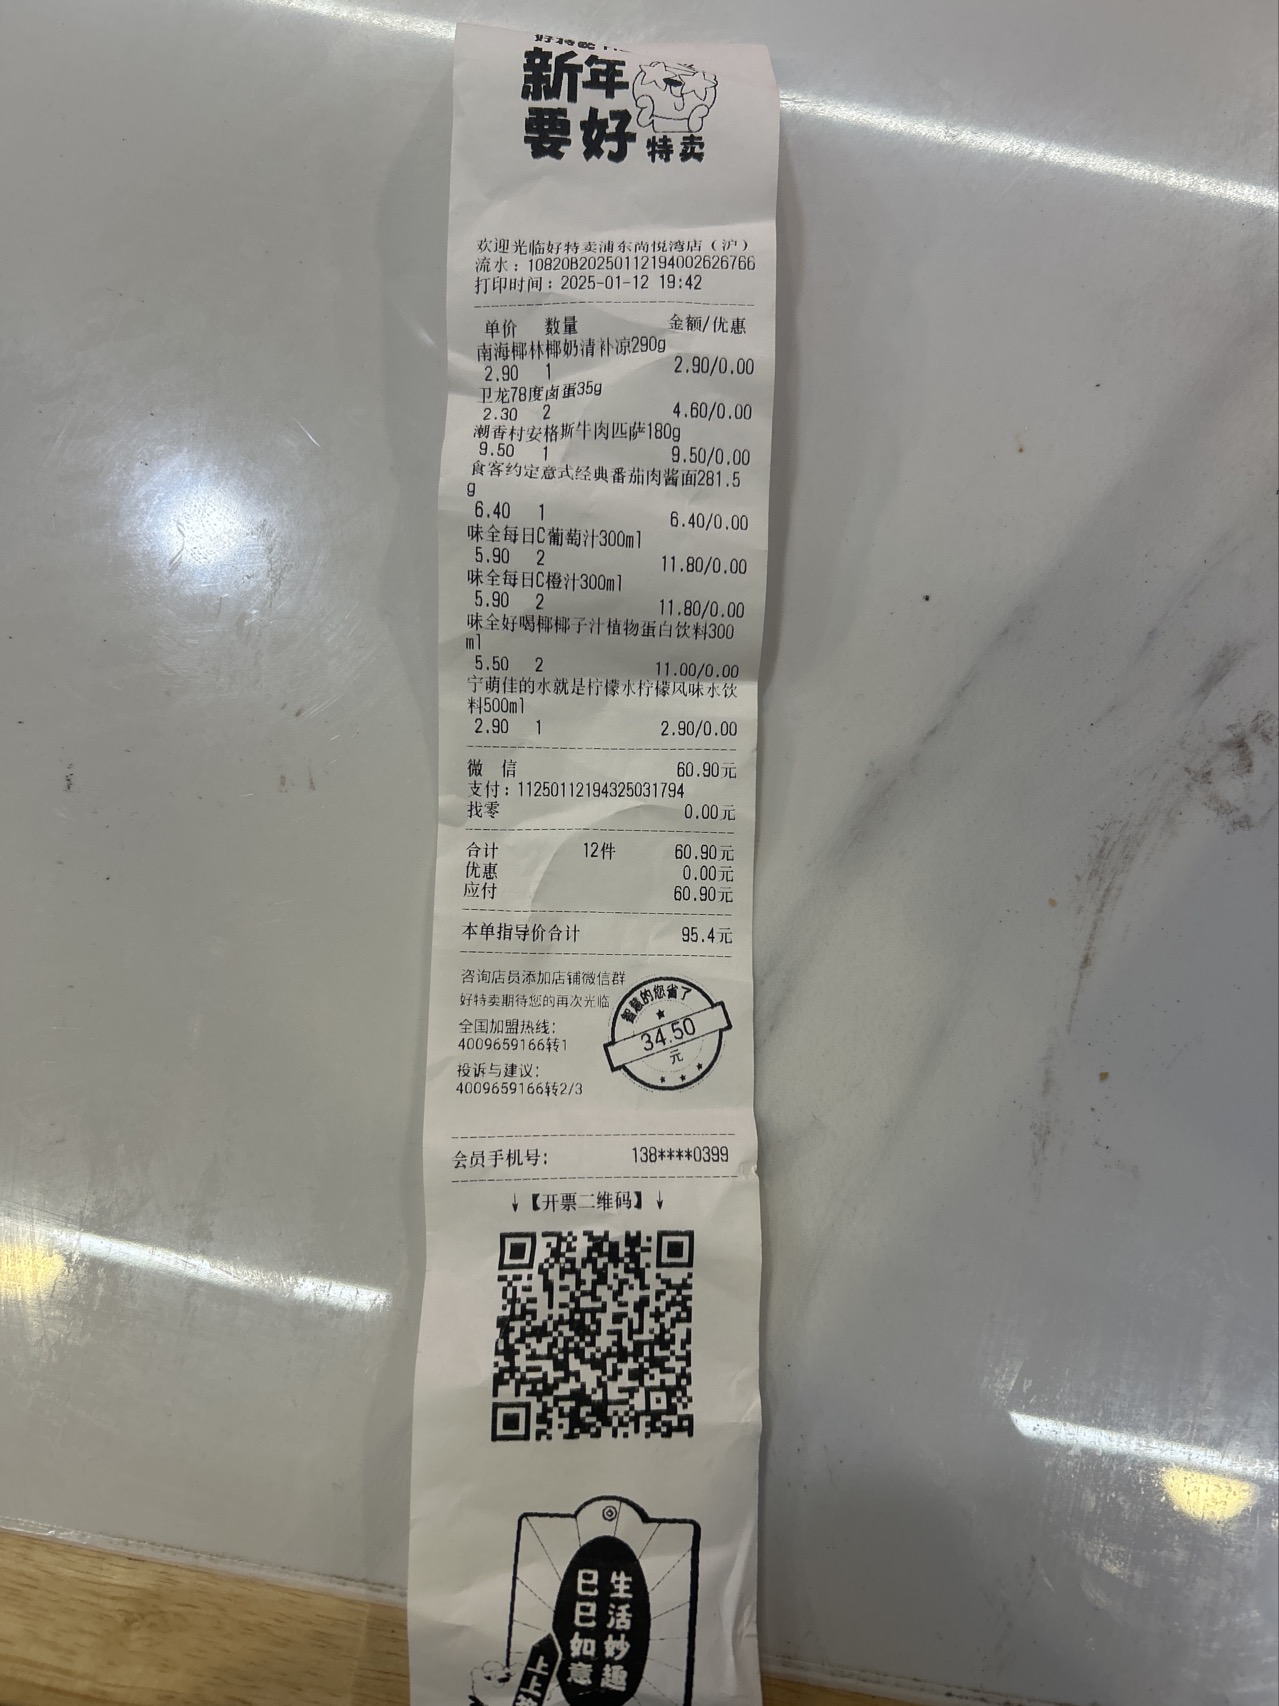 新年
要好特卖
欢迎光临好特卖浦东尚悦湾店（沪）
流水：10820B20250112194002626766
打印时间：2025-01-12 19:42
单价 数量 金额/优惠
南海椰林椰奶清补凉290g
2.90 1 2.90/0.00
卫龙78度卤蛋35g
2.30 2 4.60/0.00
潮香村安格斯牛肉匹萨180g
9.50 1 9.50/0.00
食客约定意式经典番茄肉酱面281.5
g
6.40 1 6.40/0.00
味全每日C葡萄汁300ml
5.90 2 11.80/0.00
味全每日C橙汁300ml
5.90 2 11.80/0.00
味全好喝椰椰子汁植物蛋白饮料300
ml
5.50 2 11.00/0.00
宁萌佳的水就是柠檬水柠檬风味水饮
料500ml
2.90 1 2.90/0.00
微 信 60.90元
支付：11250112194325031794
找零 0.00元
合计 12件 60.90元
优惠 0.00元
应付 60.90元
本单指导价合计 95.4元
咨询店员添加店铺微信群
好特卖期待您的再次光临
全国加盟热线：
4009659166转1
投诉与建议：
4009659166转2/3
智慧的您省了
34.50
元
会员手机号： 138****0399
↓【开票二维码】↓
生活妙趣
巳巳如意
上上